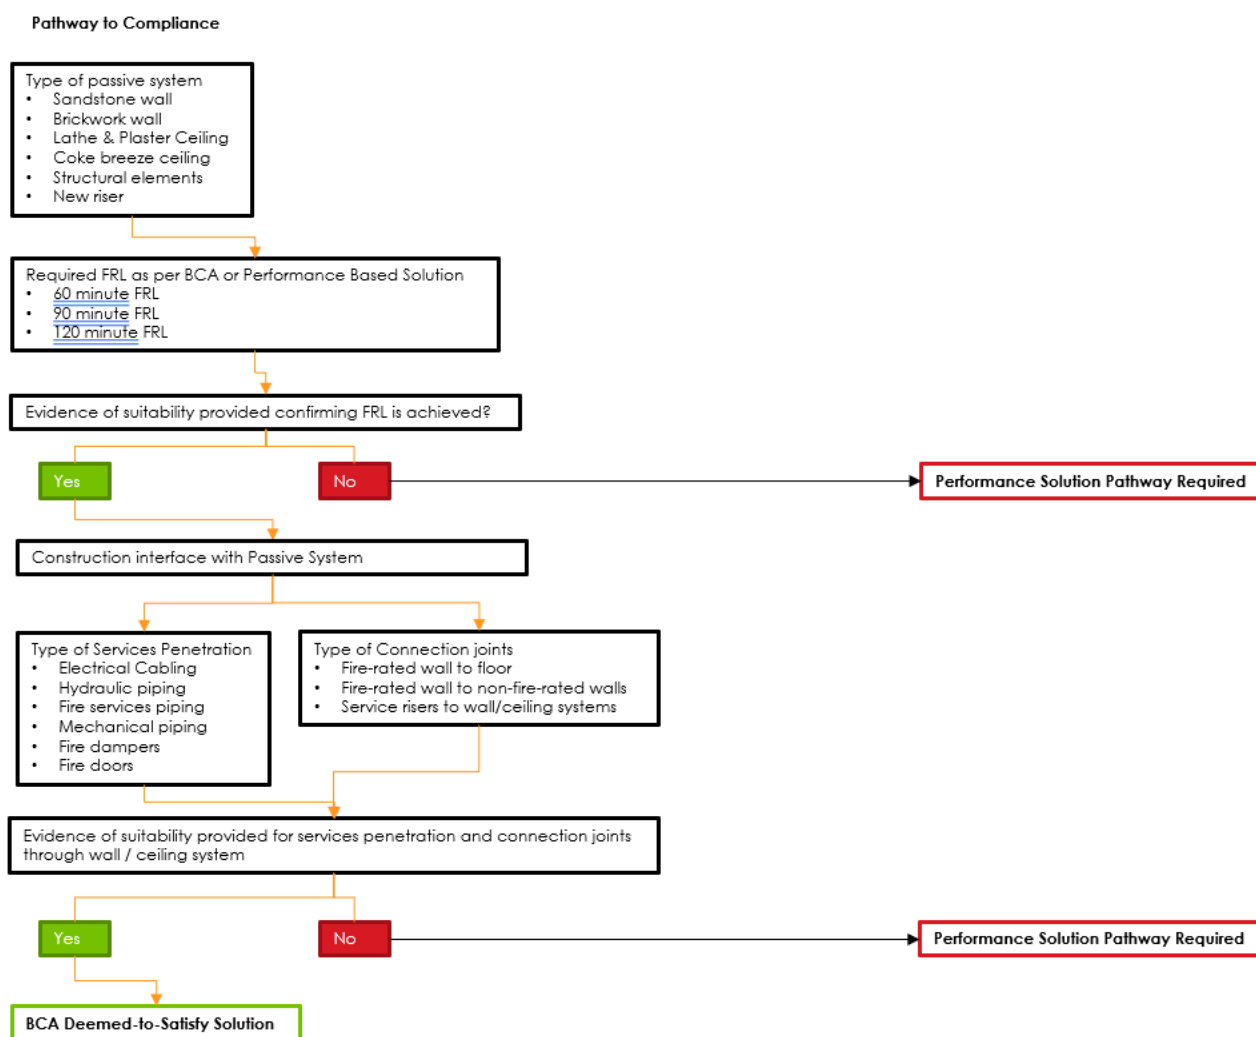 Pathway to Compliance
Type of passive system
• Sandstone wall
• Brickwork wall
• Lathe & Plaster Ceiling
• Coke breeze ceiling
• Structural elements
• New riser
Required FRL as per BCA or Performance Based Solution
• 60 minute FRL
• 90 minute FRL
• 120 minute FRL
Evidence of suitability provided confirming FRL is achieved?
Yes
No
Performance Solution Pathway Required
Construction interface with Passive System
Type of Services Penetration
• Electrical Cabling
• Hydraulic piping
• Fire services piping
• Mechanical piping
• Fire dampers
• Fire doors
Type of Connection joints
• Fire-rated wall to floor
• Fire-rated wall to non-fire-rated walls
• Service risers to wall/ceiling systems
Evidence of suitability provided for services penetration and connection joints
through wall / ceiling system
Yes
No
Performance Solution Pathway Required
BCA Deemed-to-Satisfy Solution